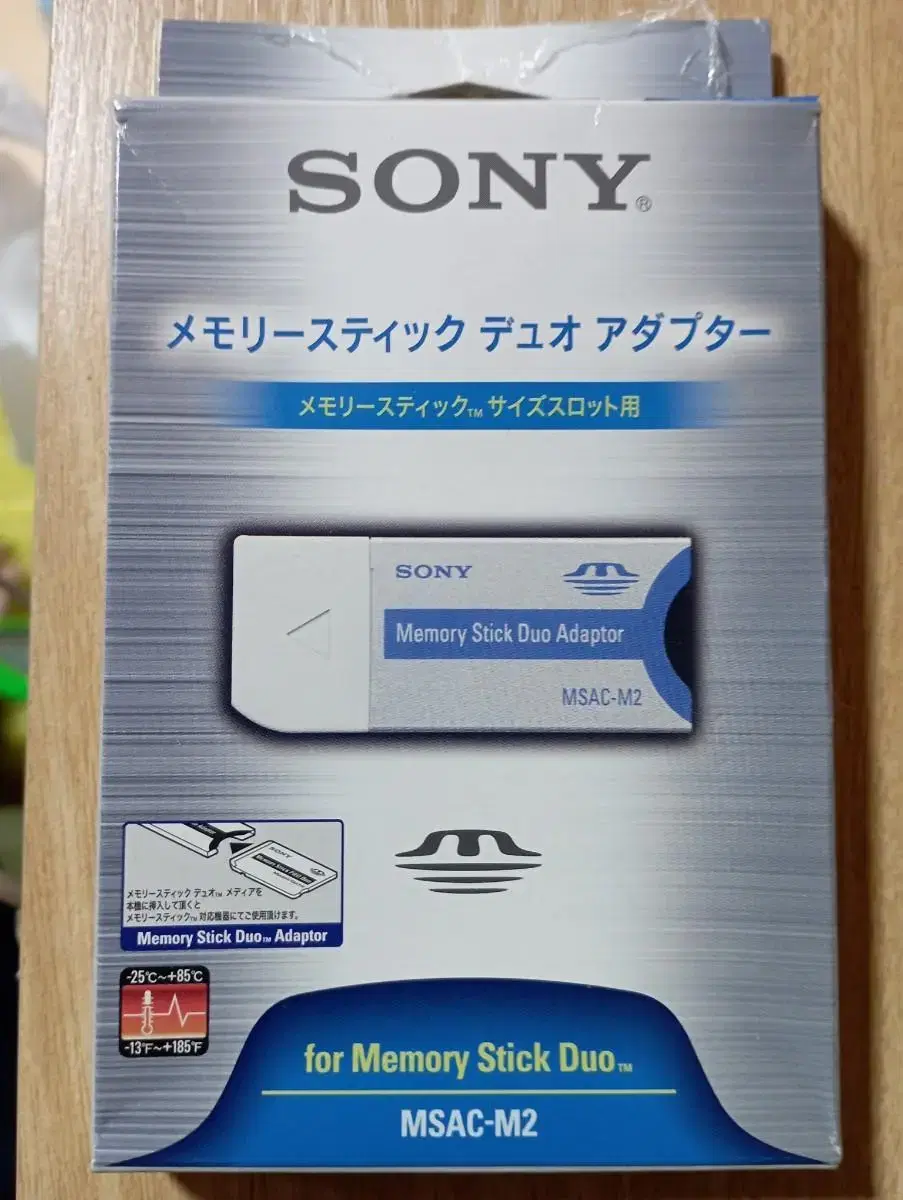 SONY®
メモリースティック デュオ アダプター
メモリースティック™ サイズスロット用
SONY
Memory Stick Duo Adaptor
MSAC-M2
SONY
メモリースティック デュオ™ メディアを
本機に挿入して頂くと
メモリースティック™ 対応機器にてご使用頂けます。
Memory Stick Duo™ Adaptor
-25℃～+85℃
-13℉～+185℉
for Memory Stick Duo™
MSAC-M2